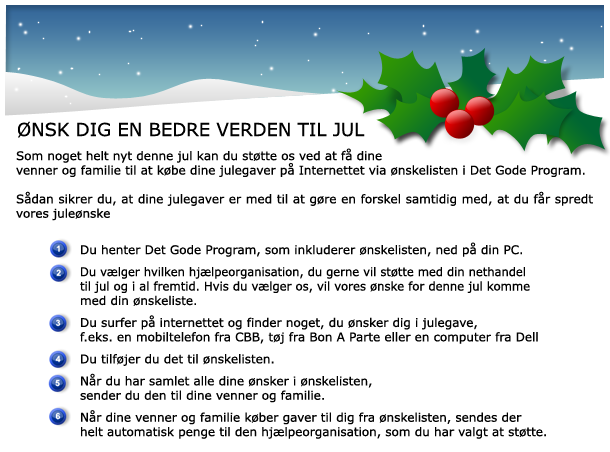 ØNSK DIG EN BEDRE VERDEN TIL JUL
Som noget helt nyt denne jul kan du støtte os ved at få dine
venner og familie til at købe dine julegaver på Internettet via ønskelisten i Det Gode Program.
Sådan sikrer du, at dine julegaver er med til at gøre en forskel samtidig med, at du får spredt
vores juleønske
1 Du henter Det Gode Program, som inkluderer ønskelisten, ned på din PC.
2 Du vælger hvilken hjælpeorganisation, du gerne vil støtte med din nethandel
til jul og i al fremtid. Hvis du vælger os, vil vores ønske for denne jul komme
med din ønskeliste.
3 Du surfer på internettet og finder noget, du ønsker dig i julegave,
f.eks. en mobiltelefon fra CBB, tøj fra Bon A Parte eller en computer fra Dell
4 Du tilføjer du det til ønskelisten.
5 Når du har samlet alle dine ønsker i ønskelisten,
sender du den til dine venner og familie.
6 Når dine venner og familie køber gaver til dig fra ønskelisten, sendes der
helt automatisk penge til den hjælpeorganisation, som du har valgt at støtte.